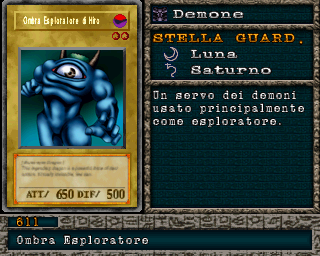 Ombra Esploratore di Hiro
ATT/ 650 DIF/ 500
Demone
STELLA GUARD.
Luna
Saturno
Un servo dei demoni
usato principalmente
come esploratore.
611
Ombra Esploratore